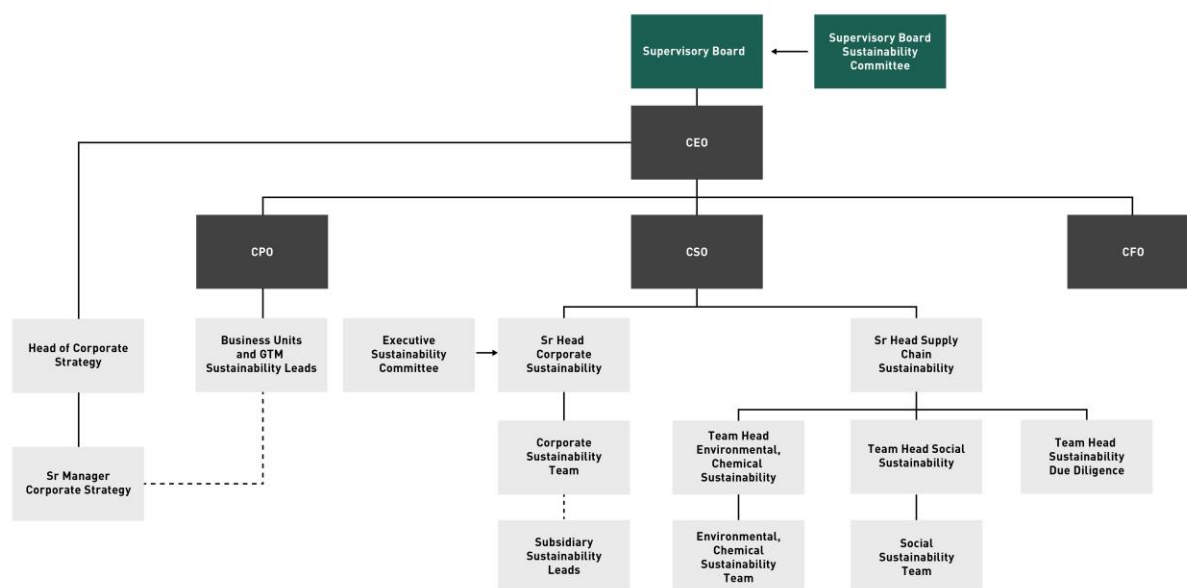 Supervisory Board
Supervisory Board
Sustainability
Committee
CEO
CPO
CSO
CFO
Head of Corporate
Strategy
Business Units
and GTM
Sustainability Leads
Executive
Sustainability
Committee
Sr Head
Corporate
Sustainability
Sr Head Supply
Chain
Sustainability
Sr Manager
Corporate Strategy
Corporate
Sustainability
Team
Team Head
Environmental,
Chemical
Sustainability
Team Head Social
Sustainability
Team Head
Sustainability
Due Diligence
Subsidiary
Sustainability
Leads
Environmental,
Chemical
Sustainability
Team
Social
Sustainability
Team